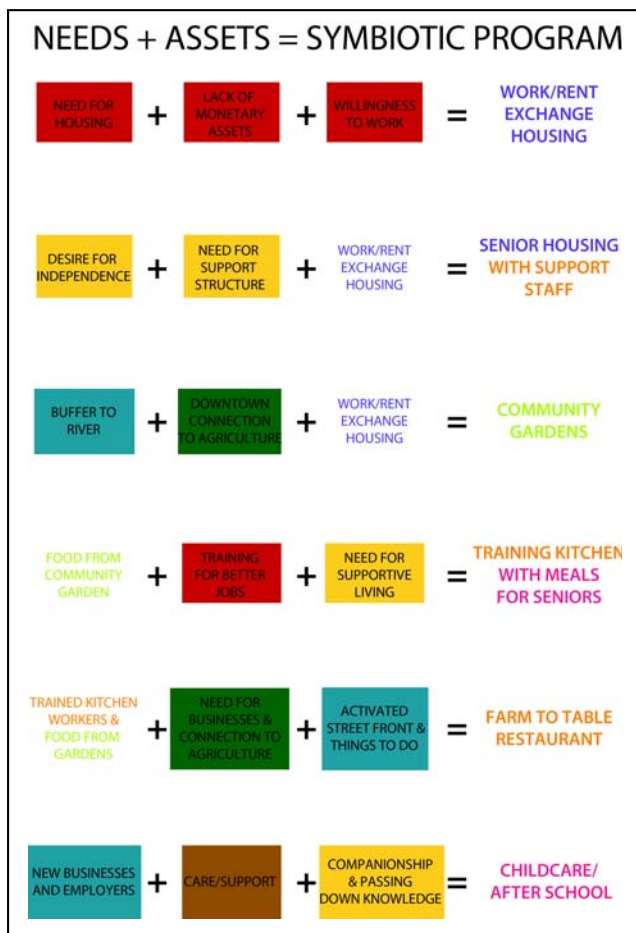 NEEDS + ASSETS = SYMBIOTIC PROGRAM
NEED FOR
HOUSING
+
LACK OF
MONETARY
ASSETS
+
WILLINGNESS
TO WORK
=
WORK/RENT
EXCHANGE
HOUSING
DESIRE FOR
INDEPENDENCE
+
NEED FOR
SUPPORT
STRUCTURE
+
WORK/RENT
EXCHANGE
HOUSING
=
SENIOR HOUSING
WITH SUPPORT
STAFF
BUFFER TO
RIVER
+
DOWNTOWN
CONNECTION
TO AGRICULTURE
+
WORK/RENT
EXCHANGE
HOUSING
=
COMMUNITY
GARDENS
FOOD FROM
COMMUNITY
GARDEN
+
TRAINING
FOR BETTER
JOBS
+
NEED FOR
SUPPORTIVE
LIVING
=
TRAINING KITCHEN
WITH MEALS
FOR SENIORS
TRAINED KITCHEN
WORKERS &
FOOD FROM
GARDENS
+
NEED FOR
BUSINESSES &
CONNECTION TO
AGRICULTURE
+
ACTIVATED
STREET FRONT &
THINGS TO DO
=
FARM TO TABLE
RESTAURANT
NEW BUSINESSES
AND EMPLOYERS
+
CARE/SUPPORT
+
COMPANIONSHIP
& PASSING
DOWN KNOWLEDGE
=
CHILDCARE/
AFTER SCHOOL